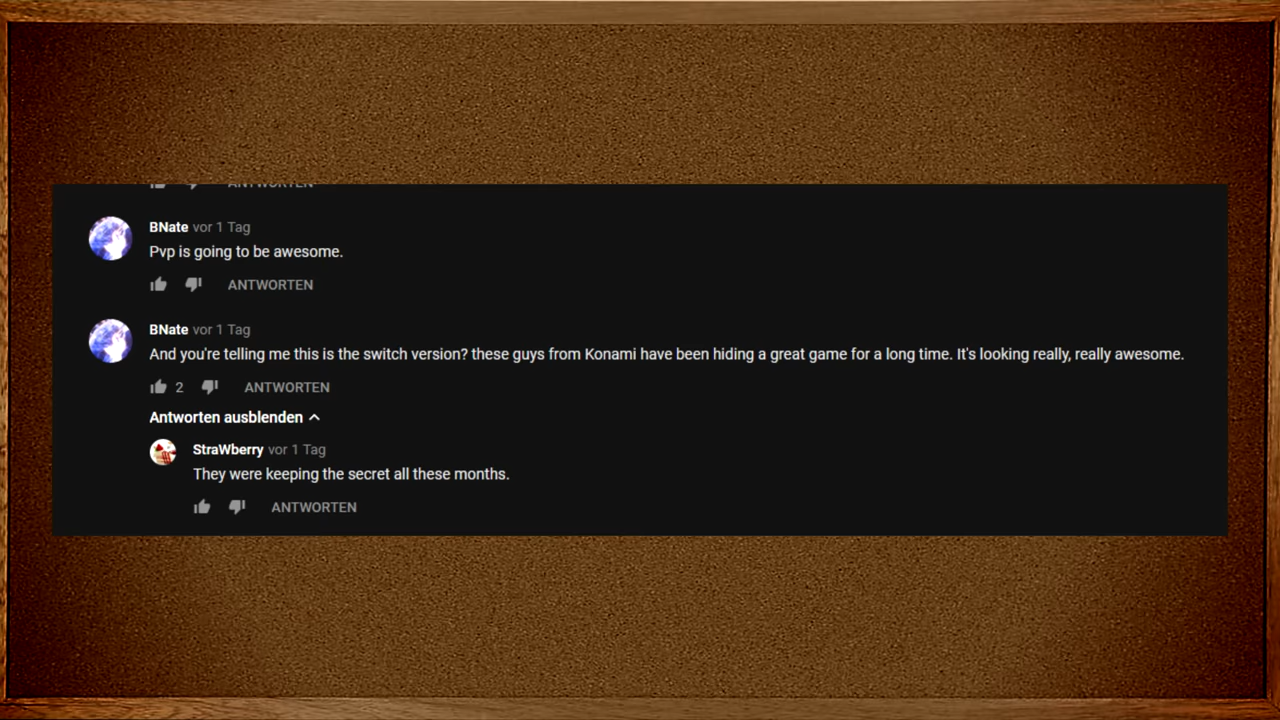 ANTWORTEN
BNate vor 1 Tag
Pvp is going to be awesome.
ANTWORTEN
BNate vor 1 Tag
And you're telling me this is the switch version? these guys from Konami have been hiding a great game for a long time. It's looking really, really awesome.
2 ANTWORTEN
Antworten ausblenden
StraWberry vor 1 Tag
They were keeping the secret all these months.
ANTWORTEN